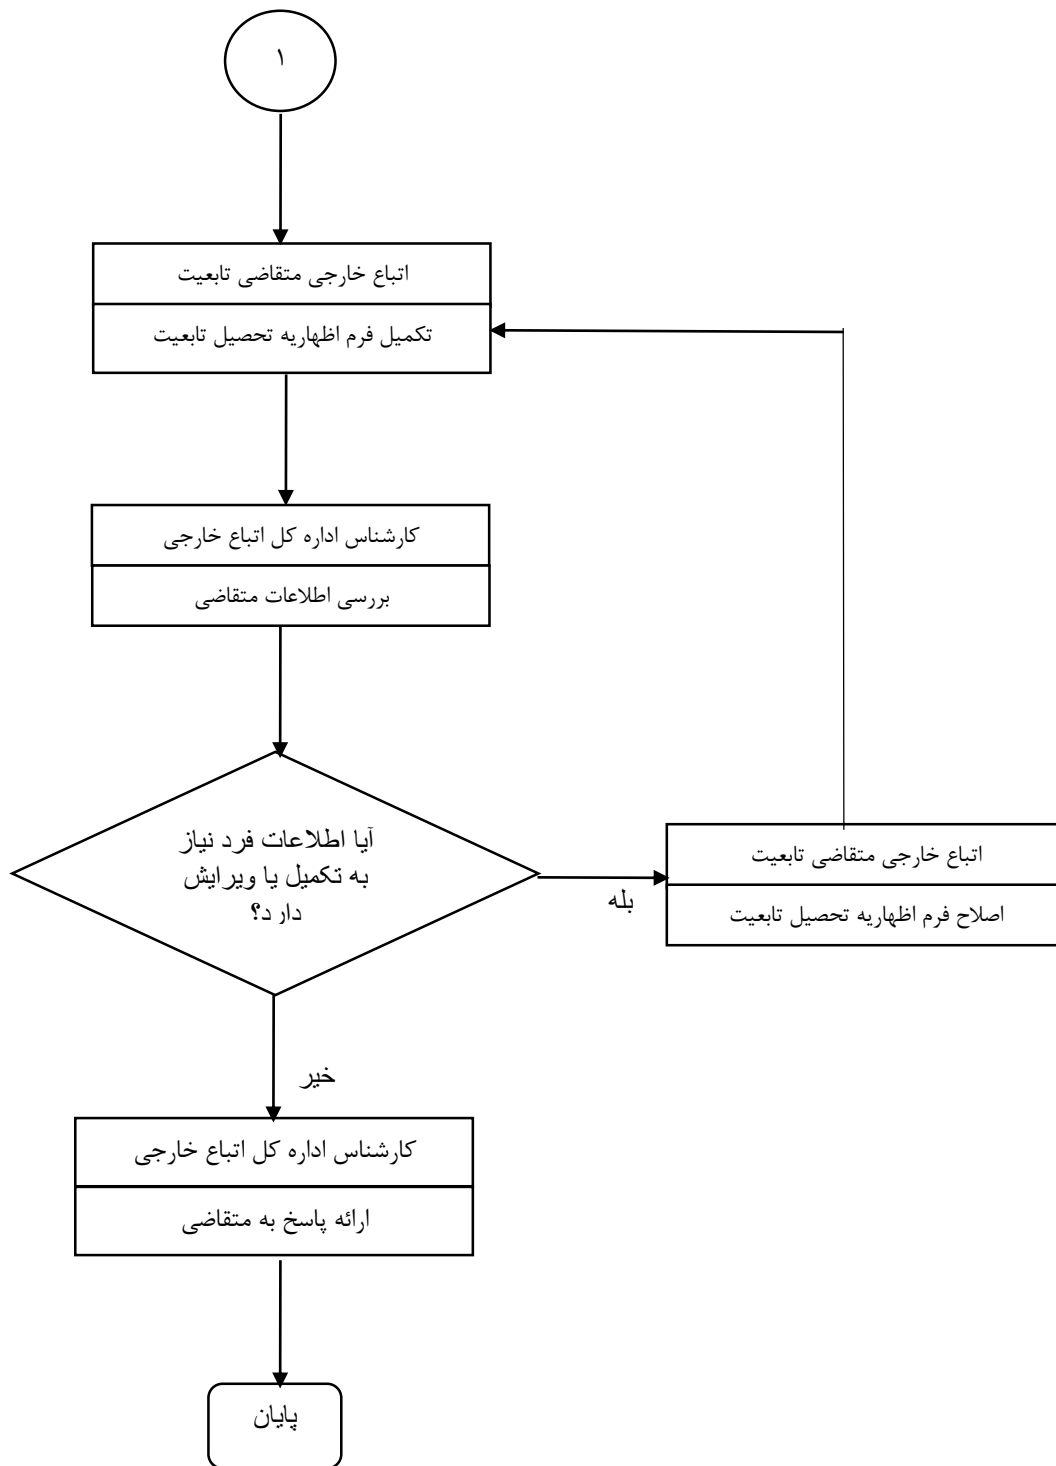 ۱
اتباع خارجی متقاضی تابعیت
تکمیل فرم اظهاریه تحصیل تابعیت
کارشناس اداره کل اتباع خارجی
بررسی اطلاعات متقاضی
آیا اطلاعات فرد نیاز
به تکمیل یا ویرایش
دارد؟
بله
اتباع خارجی متقاضی تابعیت
اصلاح فرم اظهاریه تحصیل تابعیت
خیر
کارشناس اداره کل اتباع خارجی
ارائه پاسخ به متقاضی
پایان